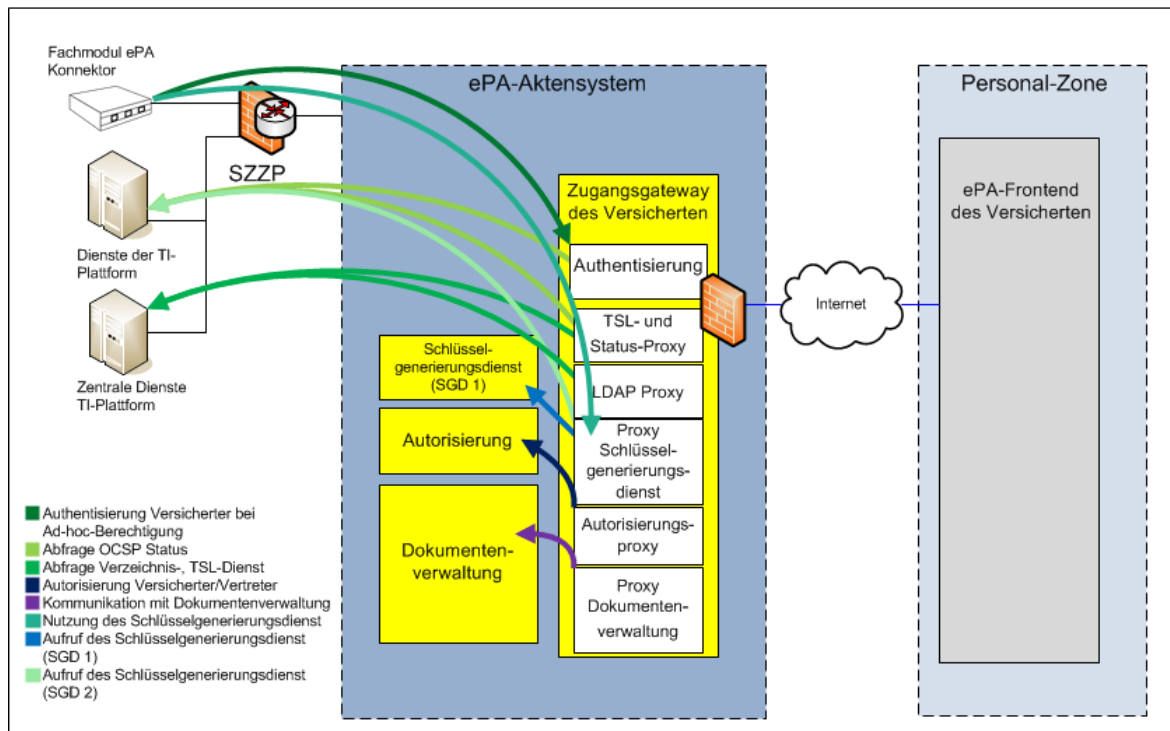 Fachmodul ePA
Konnektor
SZZP
Dienste der TI-
Plattform
Zentrale Dienste
TI-Plattform
ePA-Aktensystem
Zugangsgateway
des Versicherten
Authentisierung
TSL- und
Status-Proxy
LDAP Proxy
Proxy
Schlüssel-
generierungs-
dienst
Autorisierungs-
proxy
Proxy
Dokumenten-
verwaltung
Schlüssel-
generierungsdienst
(SGD 1)
Autorisierung
Dokumenten-
verwaltung
Internet
Personal-Zone
ePA-Frontend
des Versicherten
Authentisierung Versicherter bei
Ad-hoc-Berechtigung
Abfrage OCSP Status
Abfrage Verzeichnis-, TSL-Dienst
Autorisierung Versicherter/Vertreter
Kommunikation mit Dokumentenverwaltung
Nutzung des Schlüsselgenerierungsdienst
Aufruf des Schlüsselgenerierungsdienst
(SGD 1)
Aufruf des Schlüsselgenerierungsdienst
(SGD 2)